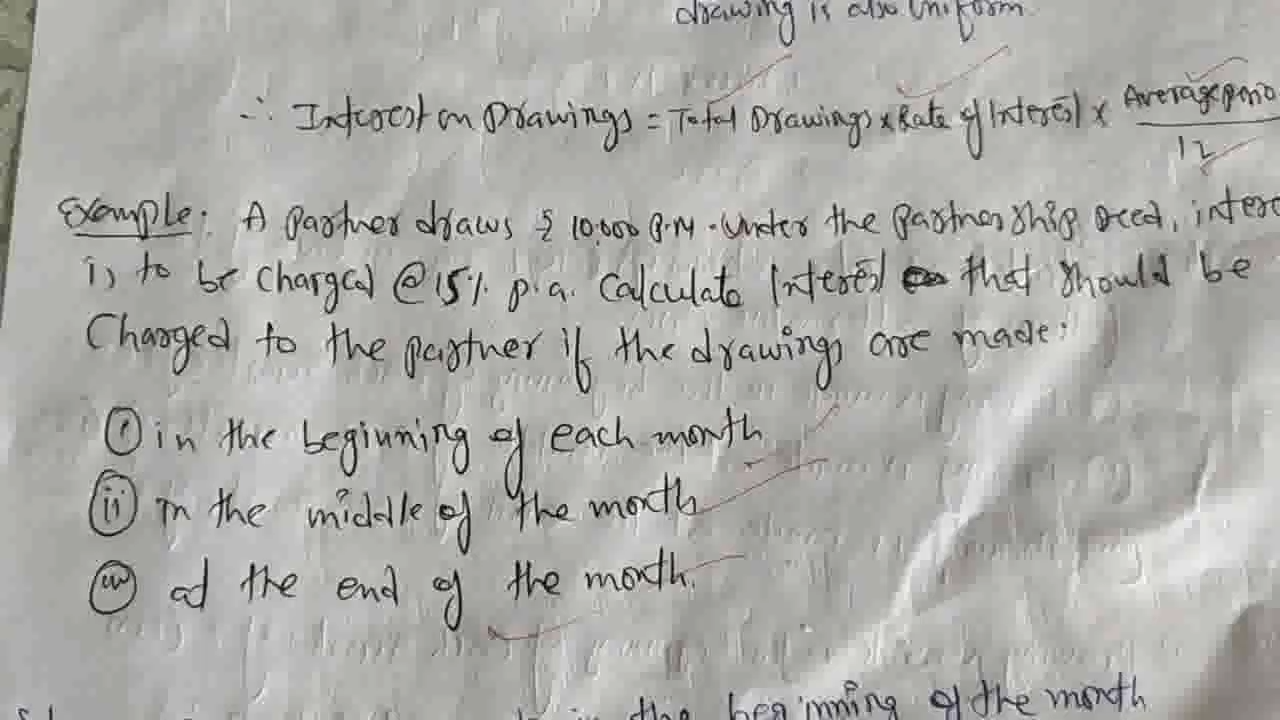 drawing is also Uniform
∴ Interest on Drawings = Total Drawings x Rate of Interest x Average
12
Example: A Partner draws ₹ 10,000 P.M. Under the Partnership Deed,
is to be Charged @ 15% p.a. Calculate Interest that should be
Charged to the partner if the drawings are made:
(i) in the beginning of each month
(ii) in the middle of the month
(iii) at the end of the month.
in the beginning of the month